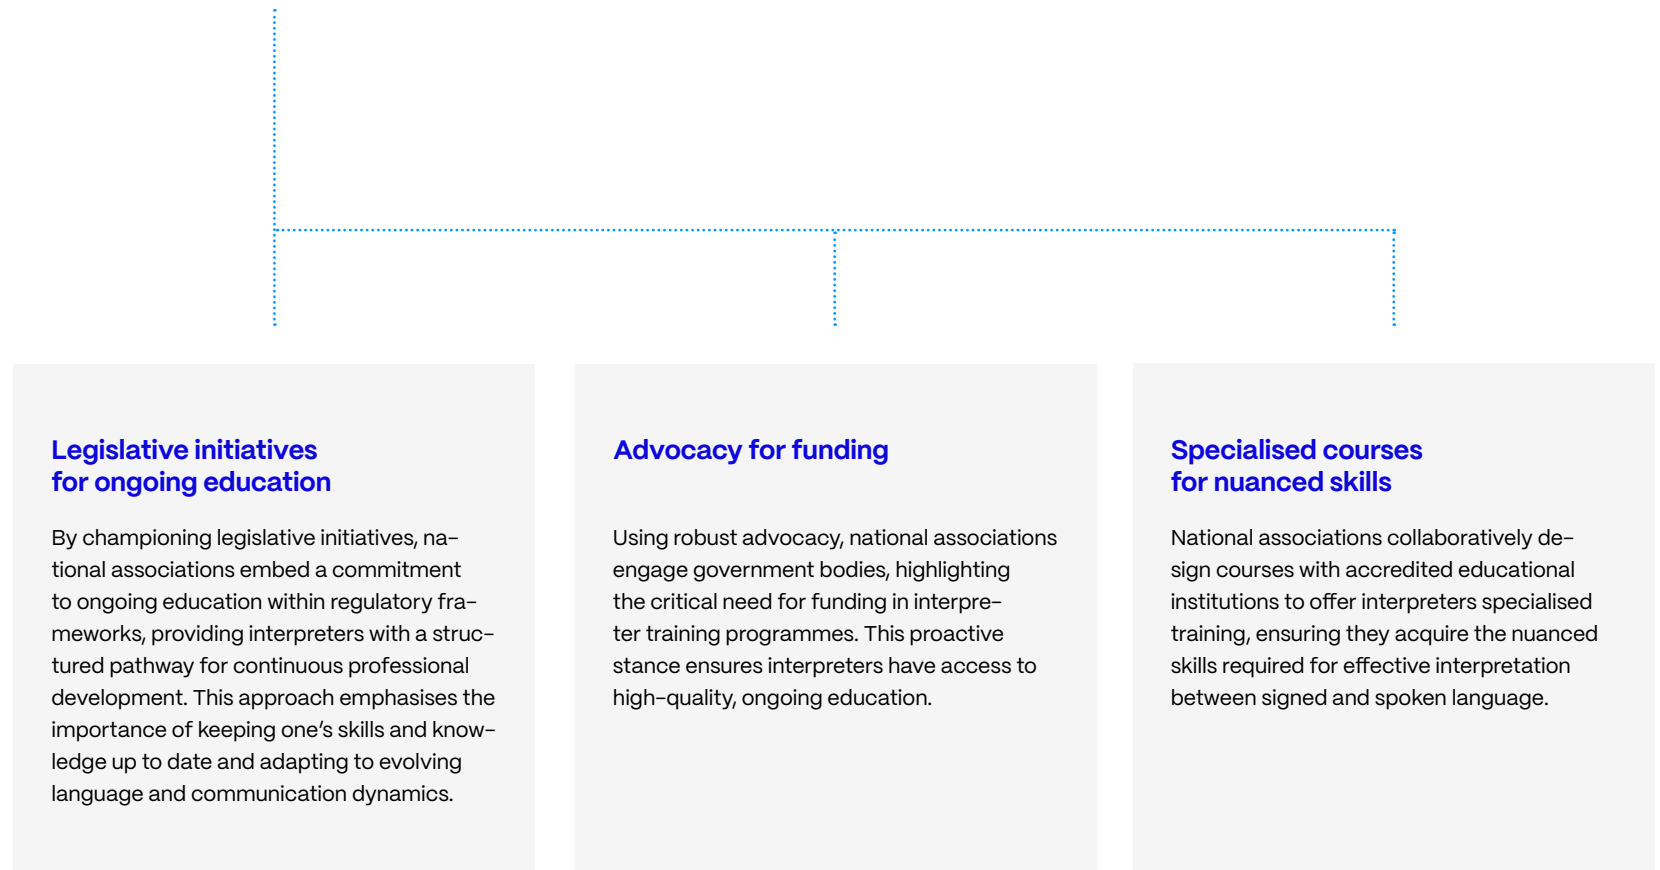 Legislative initiatives
for ongoing education
By championing legislative initiatives, na-
tional associations embed a commitment
to ongoing education within regulatory fra-
meworks, providing interpreters with a struc-
tured pathway for continuous professional
development. This approach emphasises the
importance of keeping one's skills and know-
ledge up to date and adapting to evolving
language and communication dynamics.
Advocacy for funding
Using robust advocacy, national associations
engage government bodies, highlighting
the critical need for funding in interpre-
ter training programmes. This proactive
stance ensures interpreters have access to
high-quality, ongoing education.
Specialised courses
for nuanced skills
National associations collaboratively de-
sign courses with accredited educational
institutions to offer interpreters specialised
training, ensuring they acquire the nuanced
skills required for effective interpretation
between signed and spoken language.